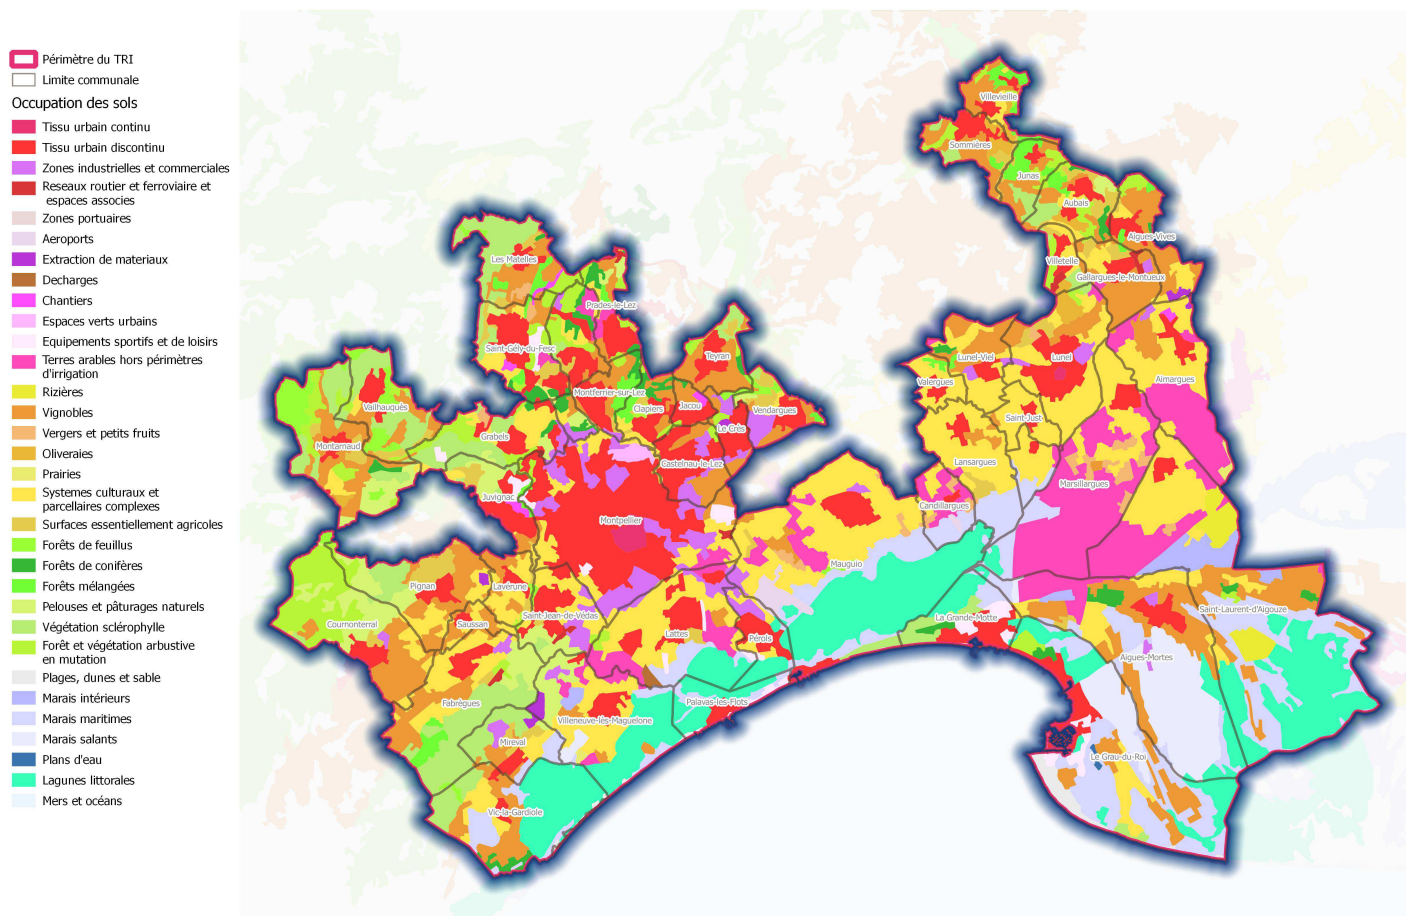 Périmètre du TRI
Limite communale
Occupation des sols
Tissu urbain continu
Tissu urbain discontinu
Zones industrielles et commerciales
Reseaux routier et ferroviaire et
espaces associes
Zones portuaires
Aeroports
Extraction de materiaux
Decharges
Chantiers
Espaces verts urbains
Equipements sportifs et de loisirs
Terres arables hors périmètres
d'irrigation
Rizières
Vignobles
Vergers et petits fruits
Oliveraies
Prairies
Systemes culturaux et
parcellaires complexes
Surfaces essentiellement agricoles
Forêts de feuillus
Forêts de conifères
Forêts mélangées
Pelouses et pâturages naturels
Végétation sclérophylle
Forêt et végétation arbustive
en mutation
Plages, dunes et sable
Marais intérieurs
Marais maritimes
Marais salants
Plans d'eau
Lagunes littorales
Mers et océans
Villevieille
Sommières
Junas
Aubais
Aigues-Vives
Villetelle
Gallargues-le-Montueux
Les Matelles
Prades-le-Lez
Saint-Gély-du-Fesc
Teyran
Lunel-Viel
Lunel
Aimargues
Valergues
Montferrier-sur-Lez
Clapiers
Jacou
Vendargues
Vailhauquès
Saint-Just
Le Crès
Grabels
Montarnaud
Castelnau-le-Lez
Lansargues
Marsillargues
Juvignac
Candillargues
Montpellier
Mauguio
Pignan
Lavérune
Saint-Jean-de-Védas
Saint-Laurent-d'Aigouze
La Grande-Motte
Cournonterral
Saussan
Lattes
Pérols
Aigues-Mortes
Fabrègues
Palavas-les-Flots
Villeneuve-lès-Maguelone
Mireval
Le Grau-du-Roi
Vic-la-Gardiole